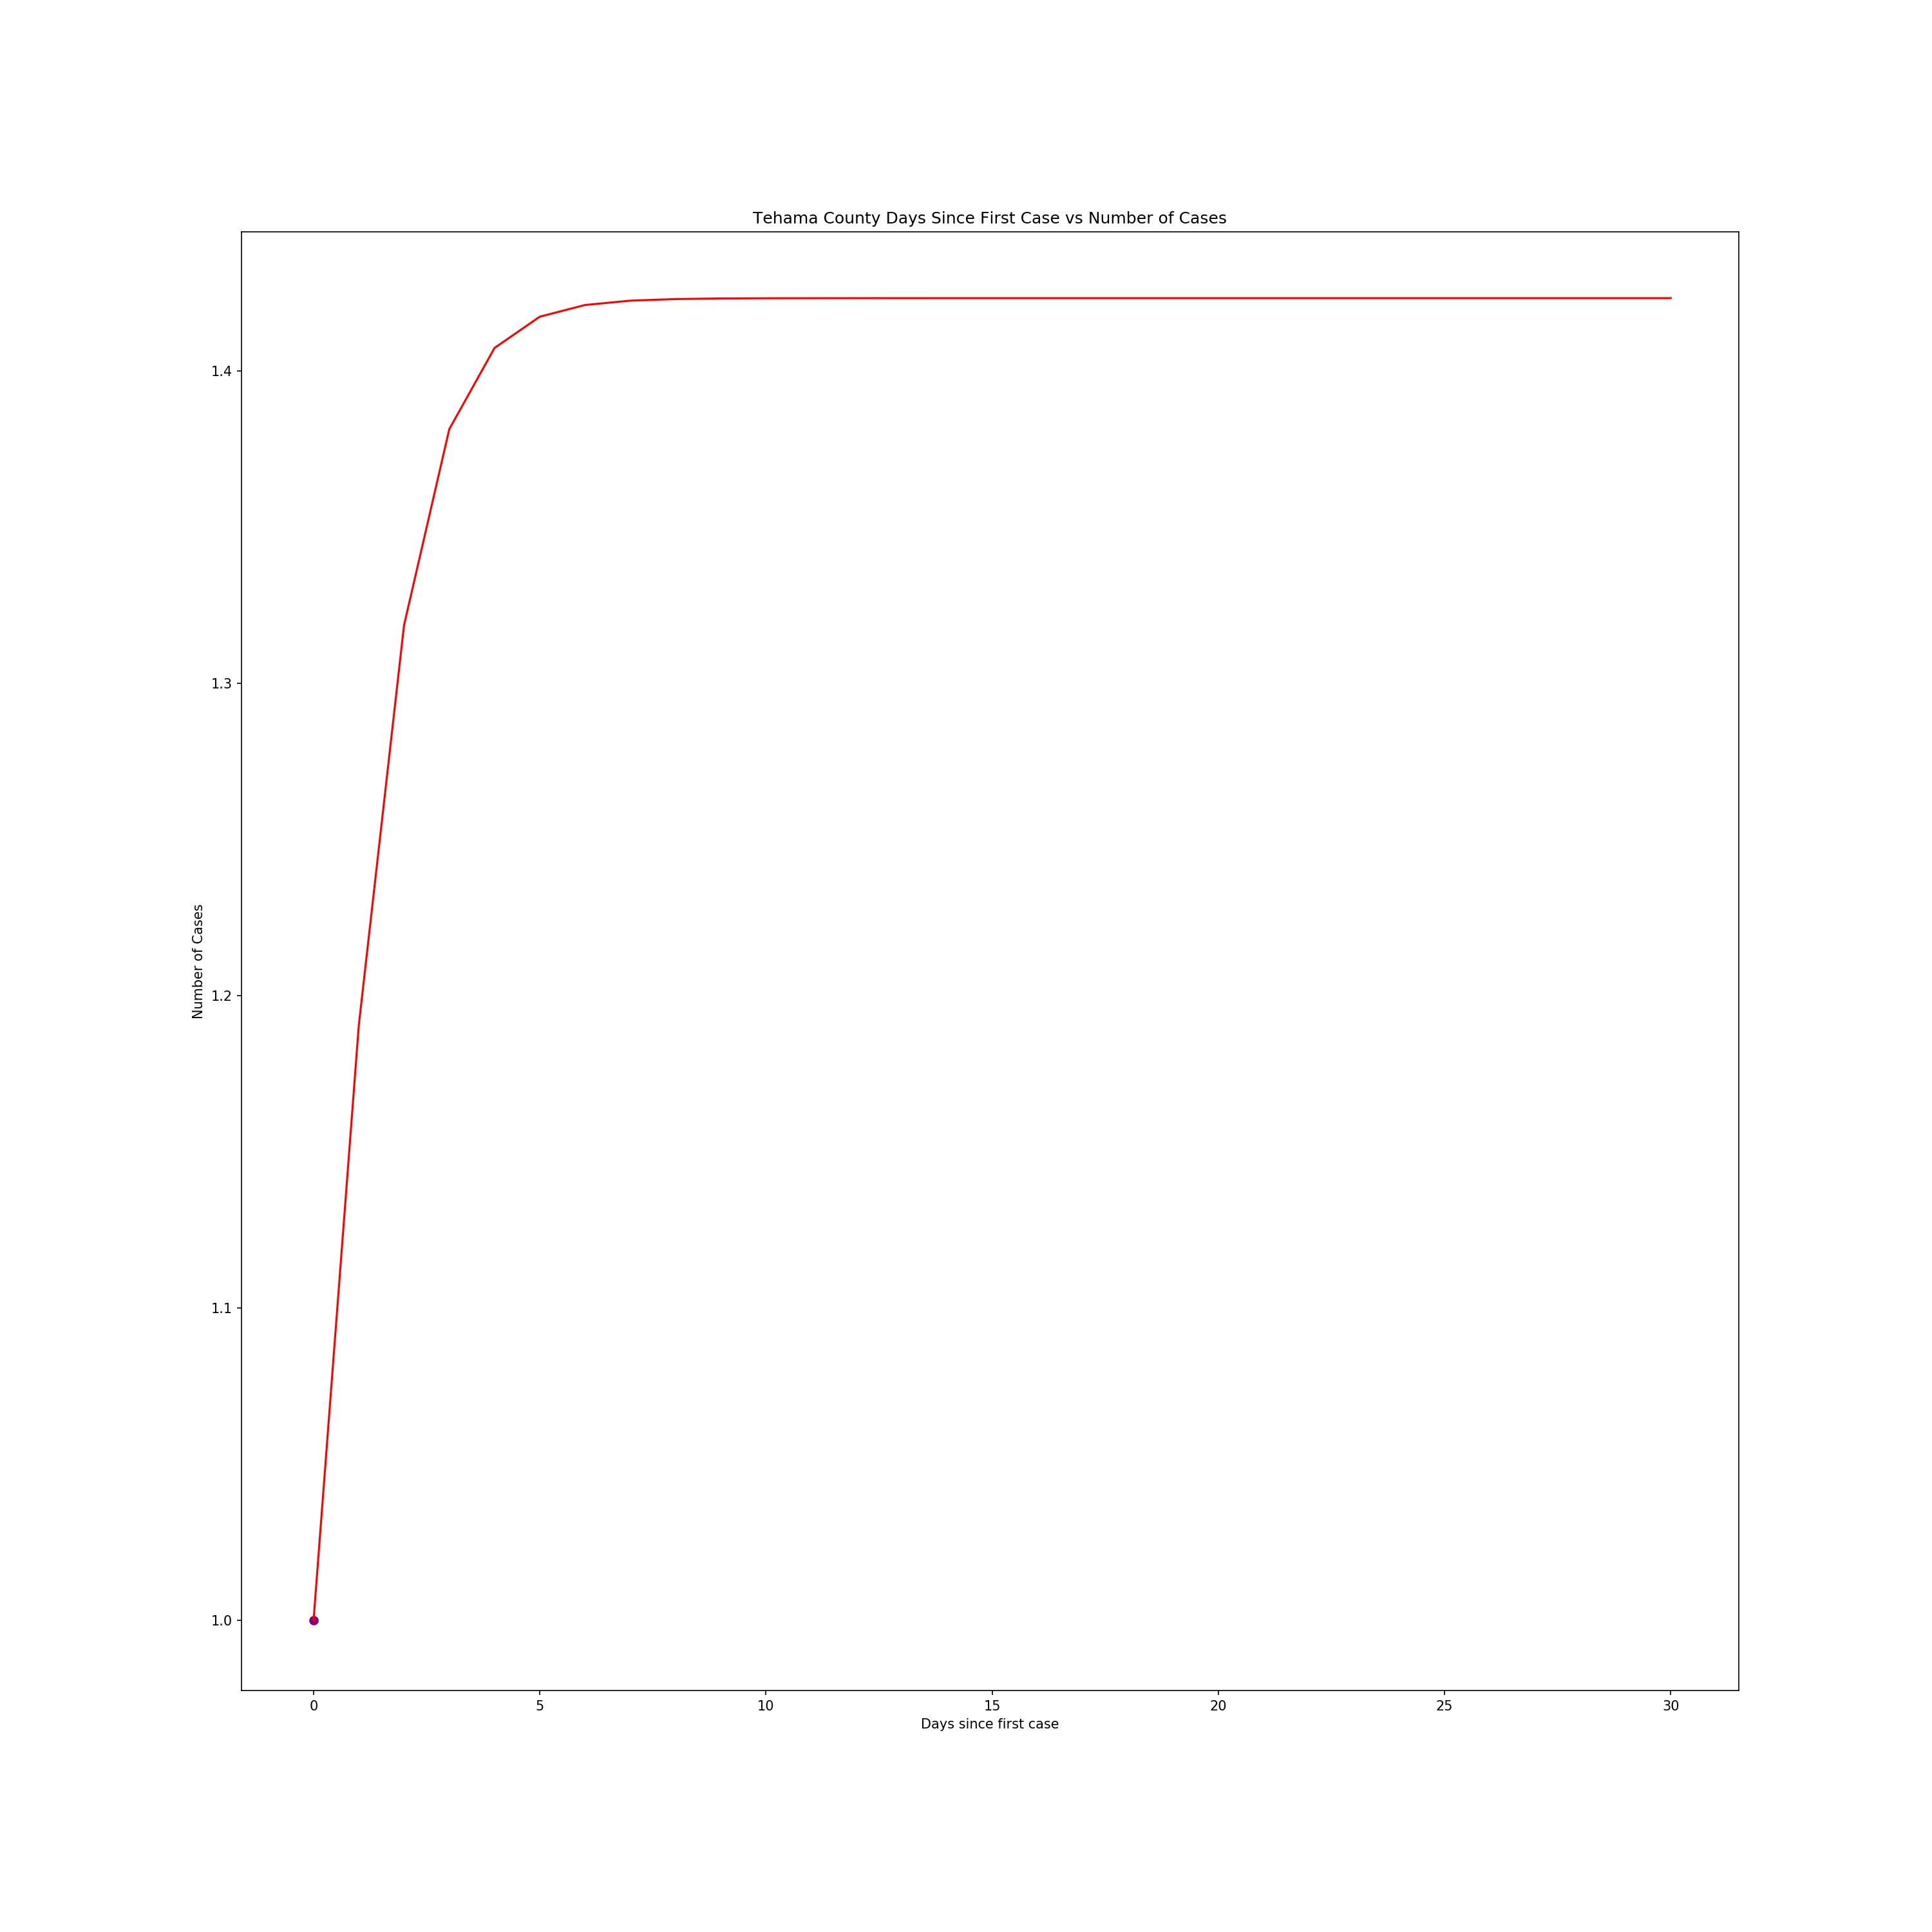 Tehama County Days Since First Case vs Number of Cases
1.4
1.3
1.2
1.1
1.0
Number of Cases
0 5 10 15 20 25 30
Days since first case